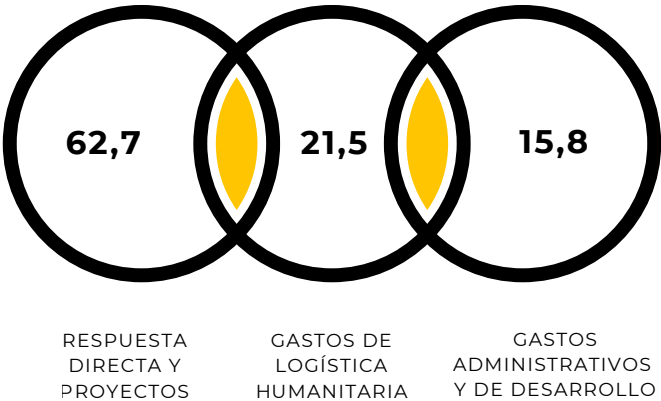 62,7
21,5
15,8
RESPUESTA
DIRECTA Y
PROYECTOS
GASTOS DE
LOGÍSTICA
HUMANITARIA
GASTOS
ADMINISTRATIVOS
Y DE DESARROLLO